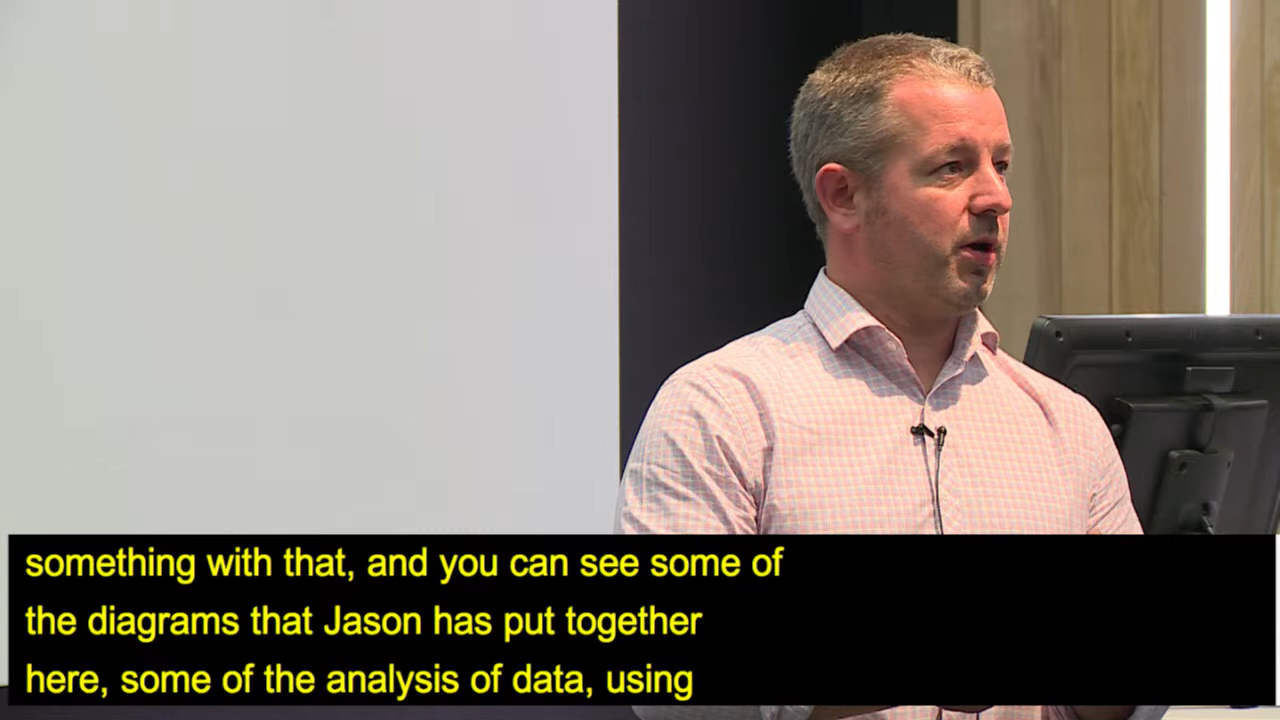 something with that, and you can see some of
the diagrams that Jason has put together
here, some of the analysis of data, using